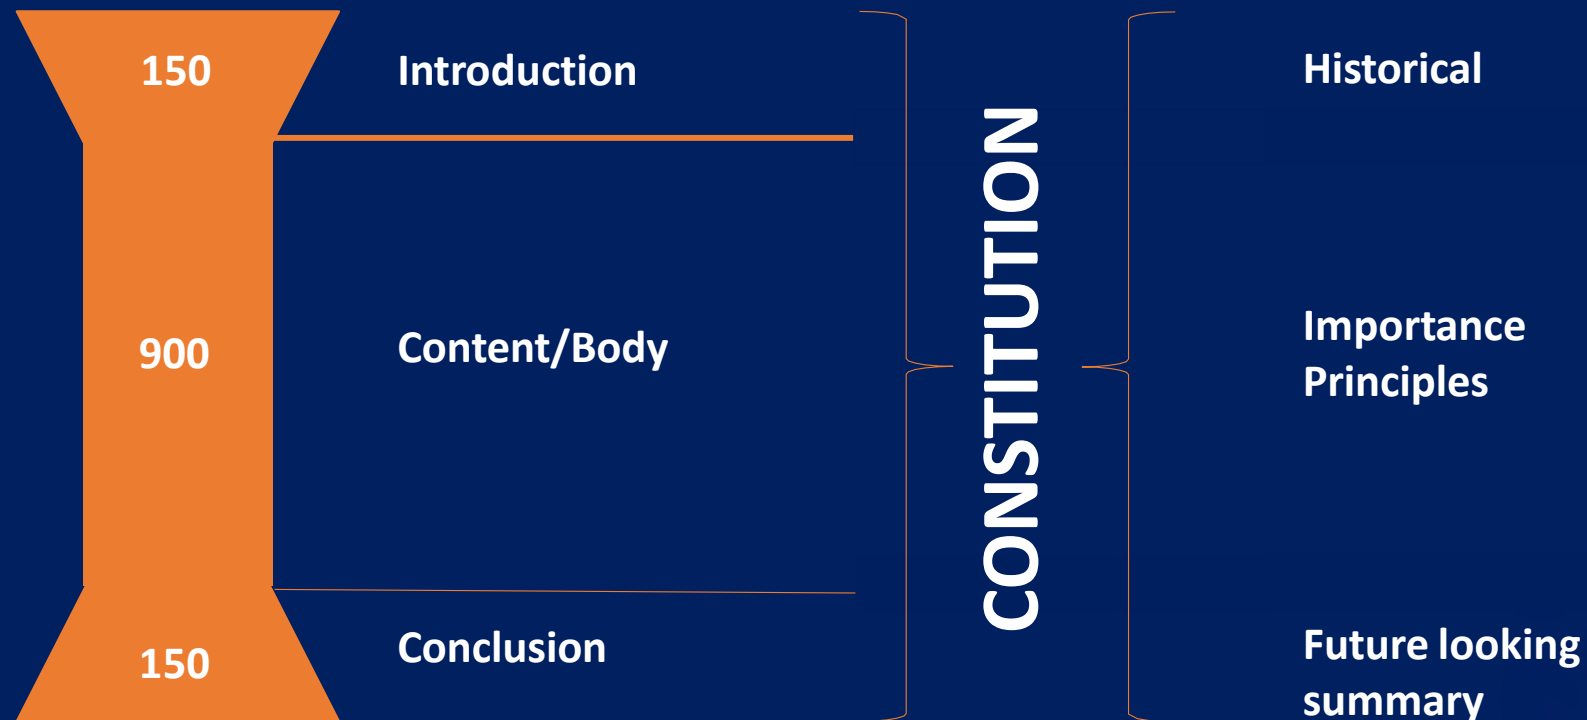 150
Introduction
Historical
900
Content/Body
CONSTITUTION
Importance
Principles
150
Conclusion
Future looking
summary